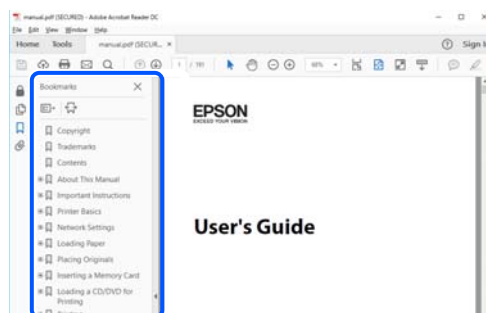 manual.pdf (SECURED) - Adobe Acrobat Reader DC
File Edit View Window Help
Home Tools manual.pdf (SECUR... ×
Sign I
1 / 191
Bookmarks
Copyright
Trademarks
Contents
About This Manual
Important Instructions
Printer Basics
Network Settings
Loading Paper
Placing Originals
Inserting a Memory Card
Loading a CD/DVD for
Printing
EPSON
EXCEED YOUR VISION
User's Guide